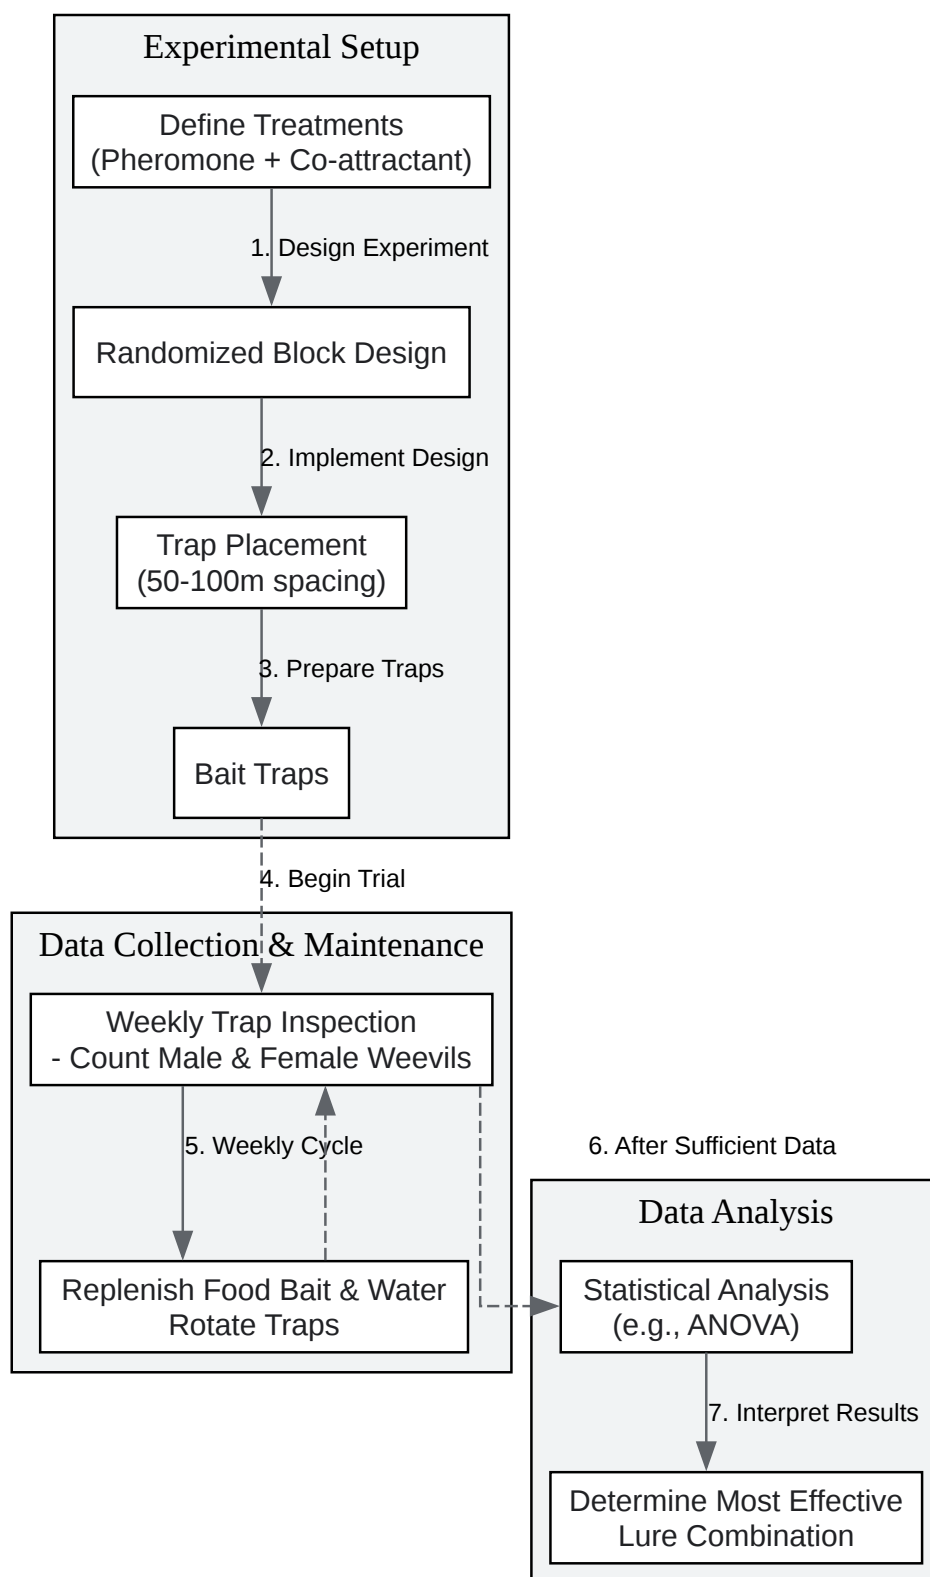 Experimental Setup
Define Treatments
(Pheromone + Co-attractant)
1. Design Experiment
Randomized Block Design
2. Implement Design
Trap Placement
(50-100m spacing)
3. Prepare Traps
Bait Traps
4. Begin Trial
Data Collection & Maintenance
Weekly Trap Inspection
- Count Male & Female Weevils
5. Weekly Cycle
Replenish Food Bait & Water
Rotate Traps
6. After Sufficient Data
Data Analysis
Statistical Analysis
(e.g., ANOVA)
7. Interpret Results
Determine Most Effective
Lure Combination